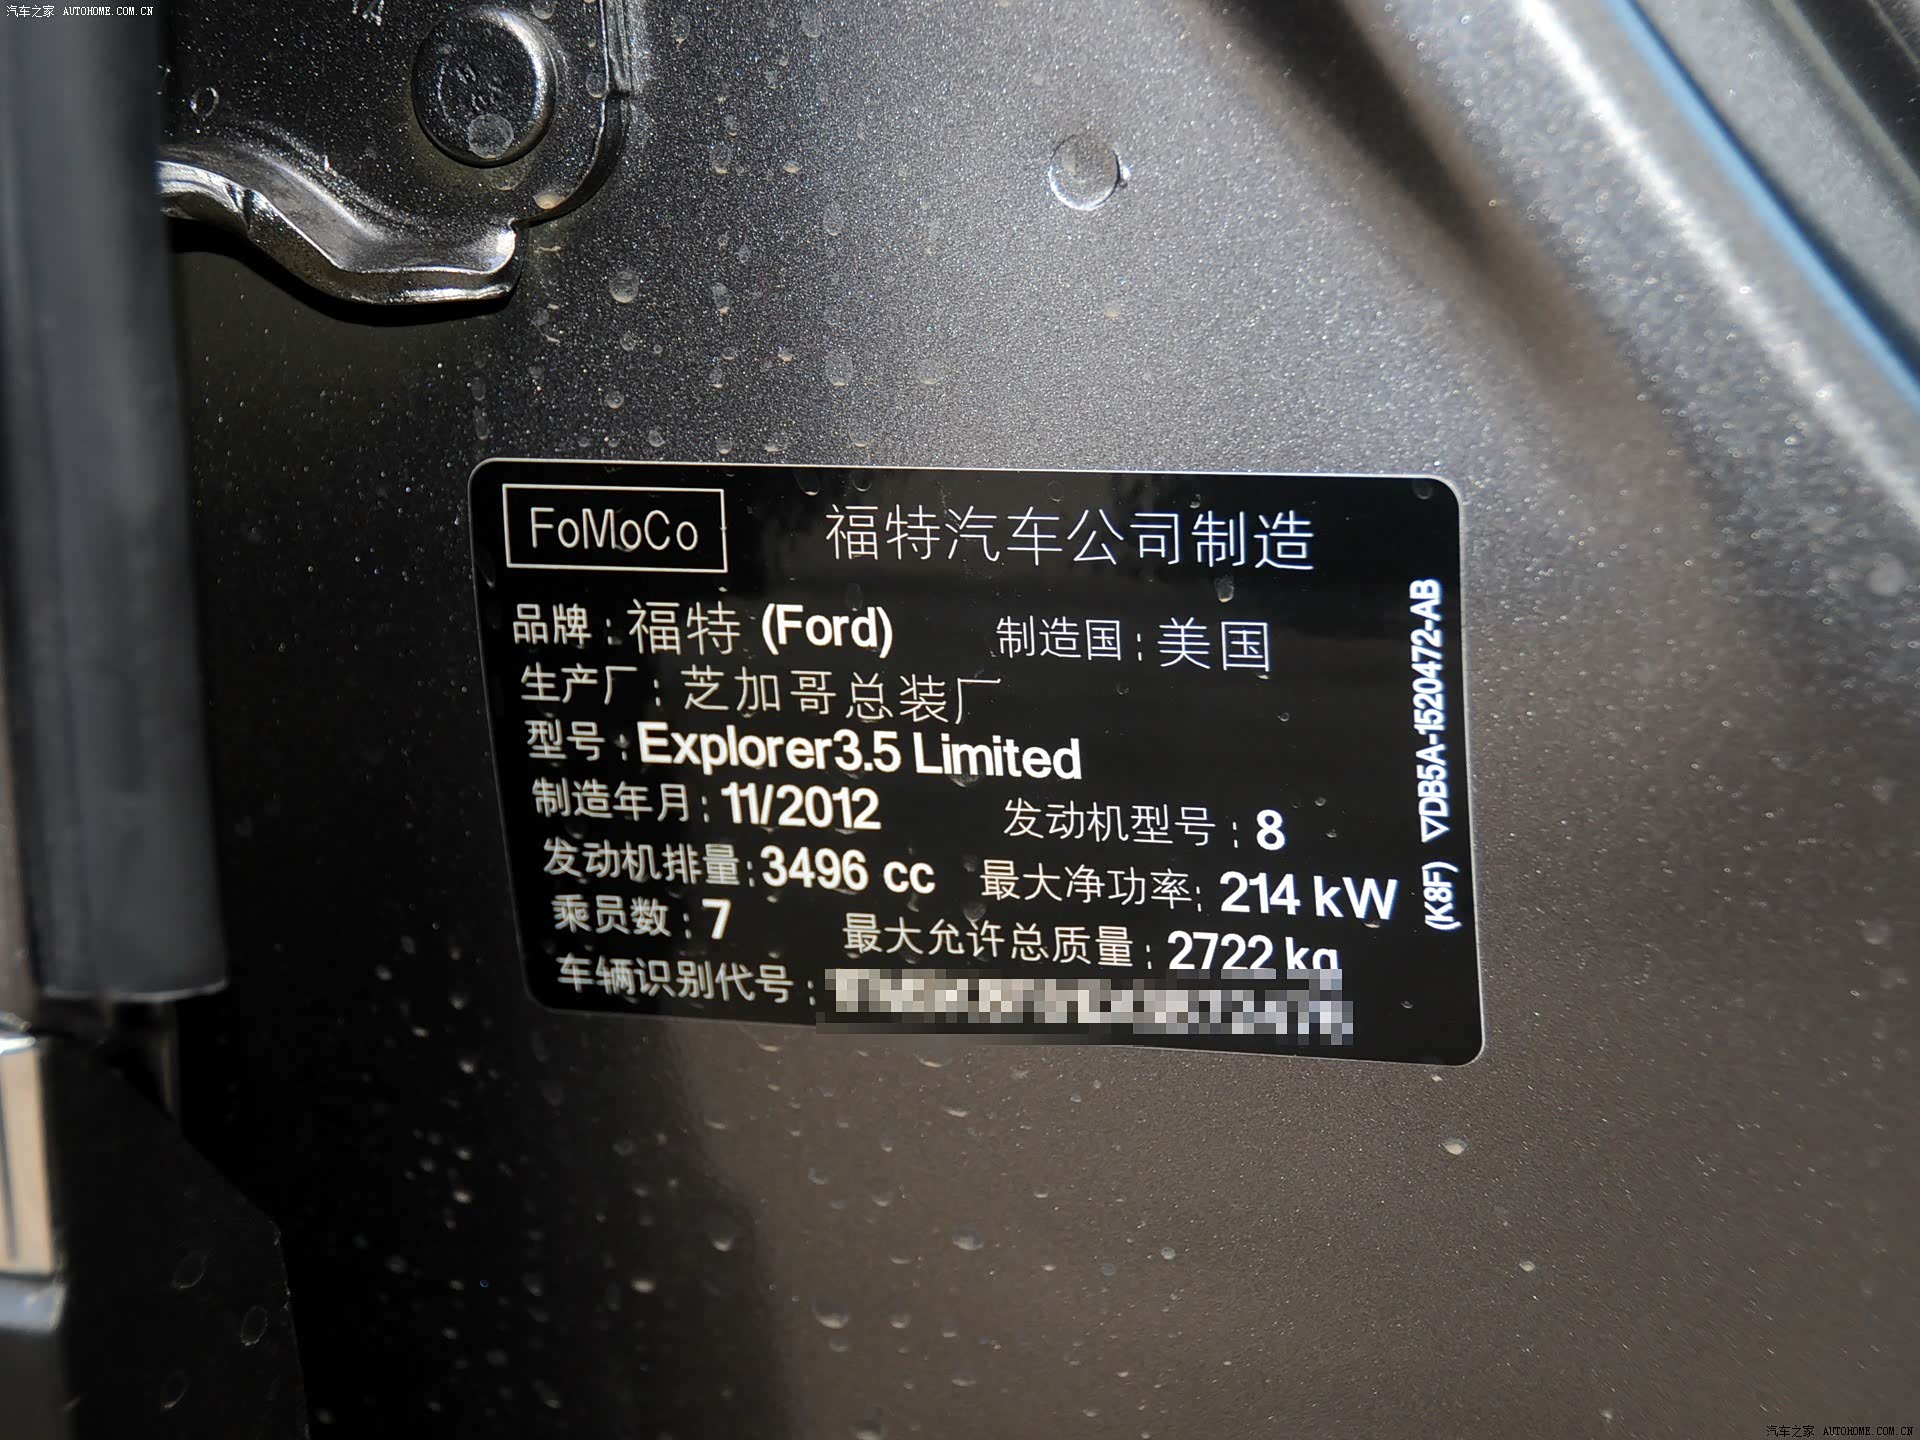 汽车之家 AUTOHOME.COM.CN
FoMoCo 福特汽车公司制造
品牌：福特 (Ford) 制造国：美国
生产厂：芝加哥总装厂
型号：Explorer3.5 Limited
制造年月：11/2012 发动机型号：8
发动机排量：3496 cc 最大净功率：214 kW
乘员数：7 最大允许总质量：2722 kg
车辆识别代号：
(K8F) ▽DB5A-1520472-AB
汽车之家 AUTOHOME.COM.CN